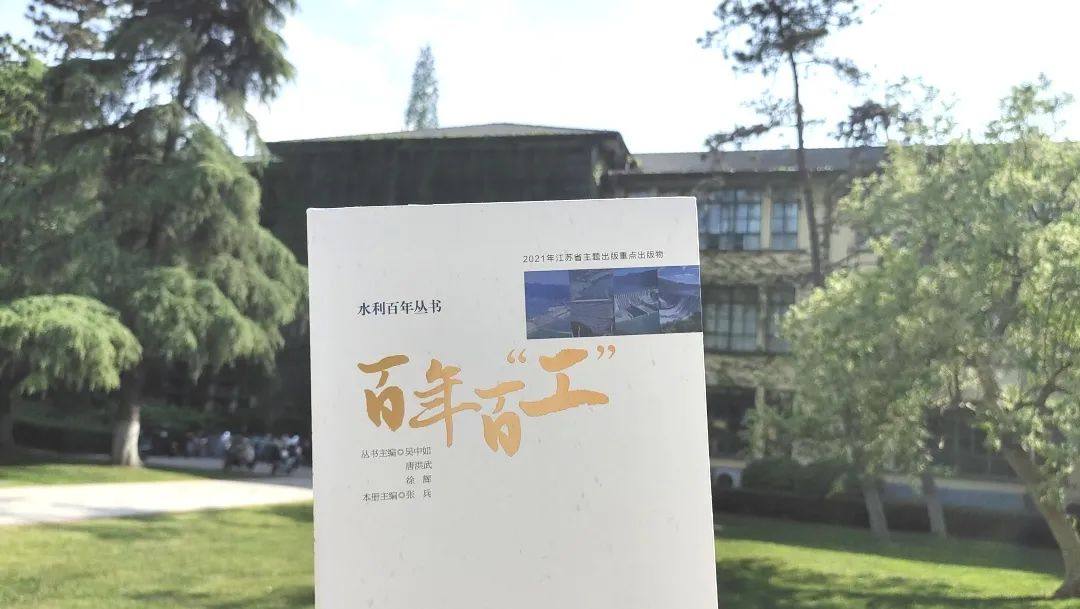 2021年江苏省主题出版重点出版物
水利百年丛书
百年百“工”
丛书主编◎吴中如
唐洪武
徐 辉
本册主编◎张 兵